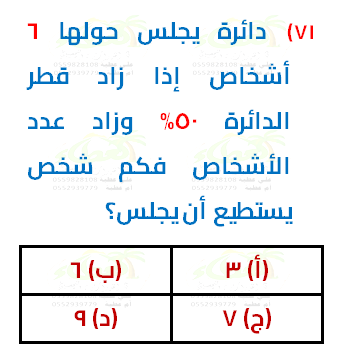 ٧١) دائرة يجلس حولها ٦
أشخاص إذا زاد قطر
الدائرة ٥٠% وزاد عدد
الأشخاص فكم شخص
يستطيع أن يجلس؟
(أ) ٣ (ب) ٦
(ج) ٧ (د) ٩